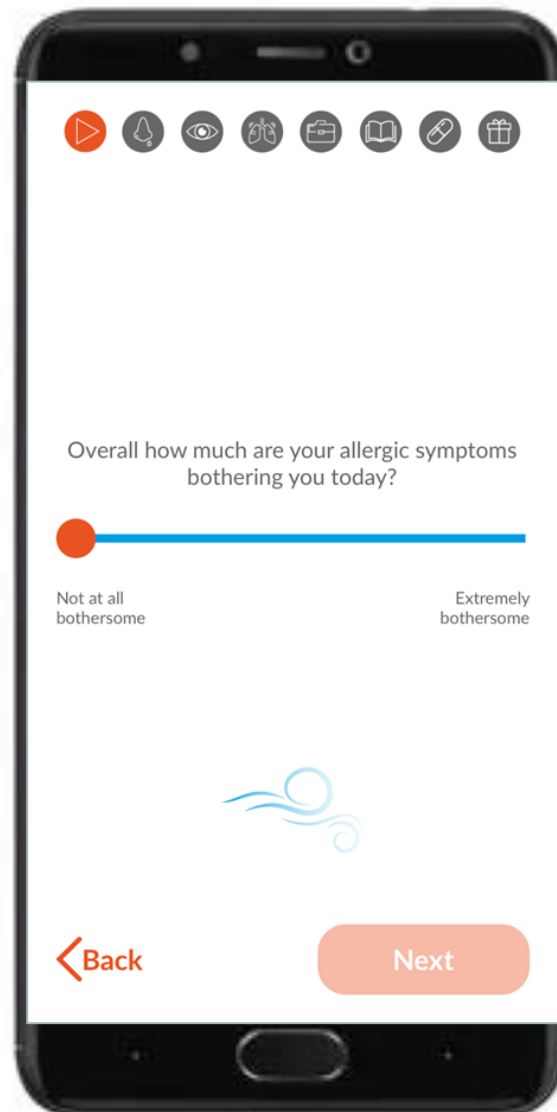 Overall how much are your allergic symptoms
bothering you today?
Not at all
bothersome
Extremely
bothersome
Back
Next